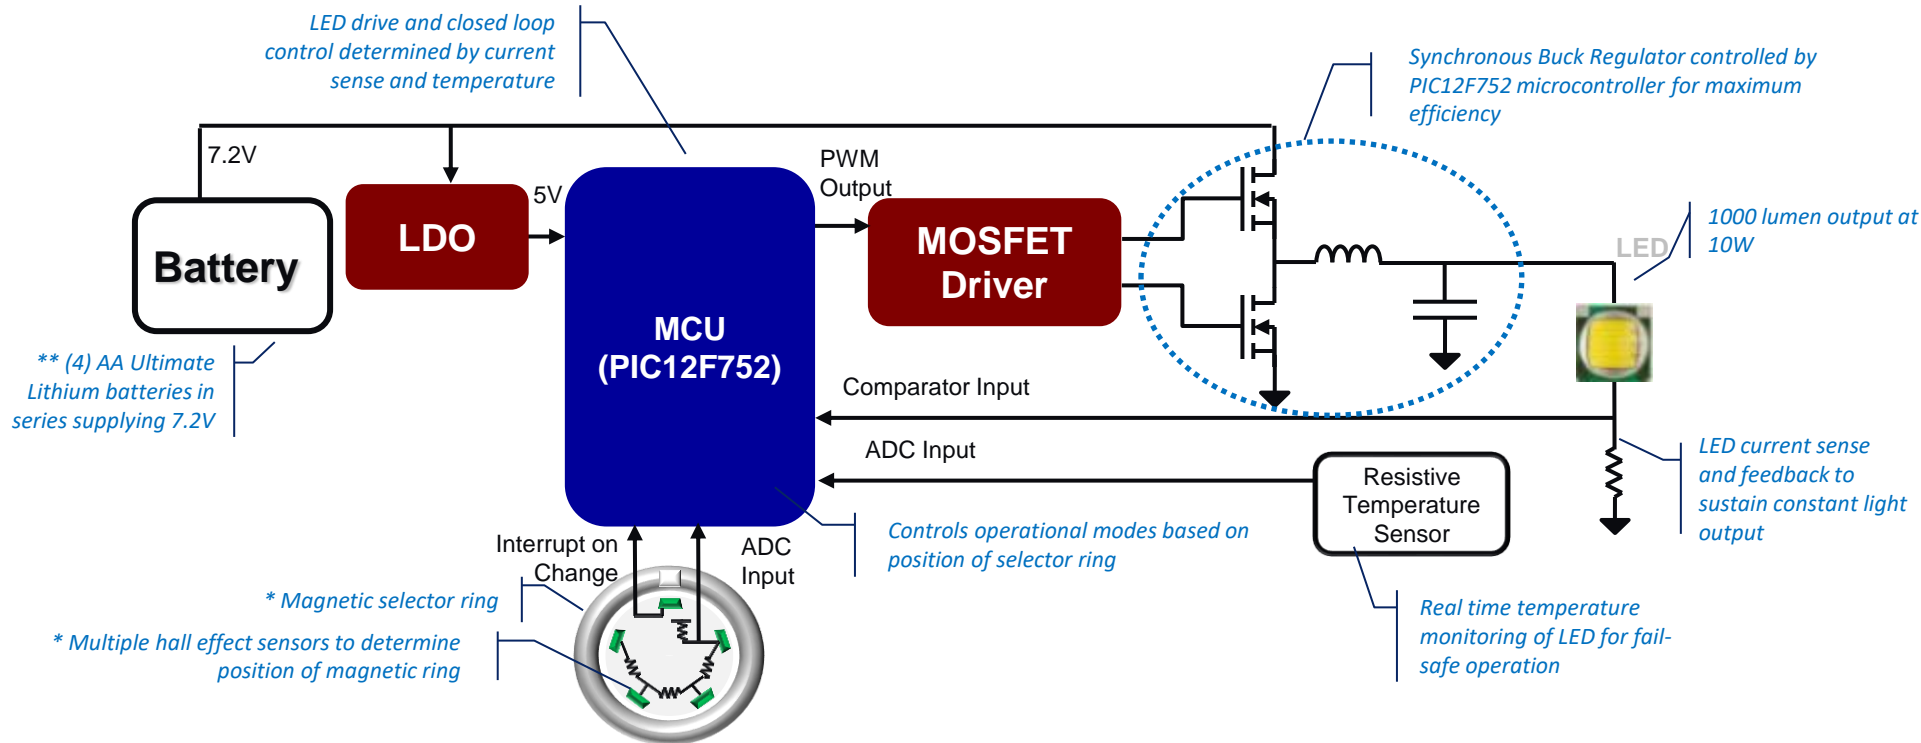 LED drive and closed loop
control determined by current
sense and temperature
Synchronous Buck Regulator controlled by
PIC12F752 microcontroller for maximum
efficiency
7.2V
Battery
LDO
5V
MCU
(PIC12F752)
PWM
Output
MOSFET
Driver
LED
1000 lumen output at
10W
** (4) AA Ultimate
Lithium batteries in
series supplying 7.2V
Comparator Input
ADC Input
Resistive
Temperature
Sensor
LED current sense
and feedback to
sustain constant light
output
Controls operational modes based on
position of selector ring
Interrupt on
Change
ADC
Input
* Magnetic selector ring
* Multiple hall effect sensors to determine
position of magnetic ring
Real time temperature
monitoring of LED for fail-
safe operation